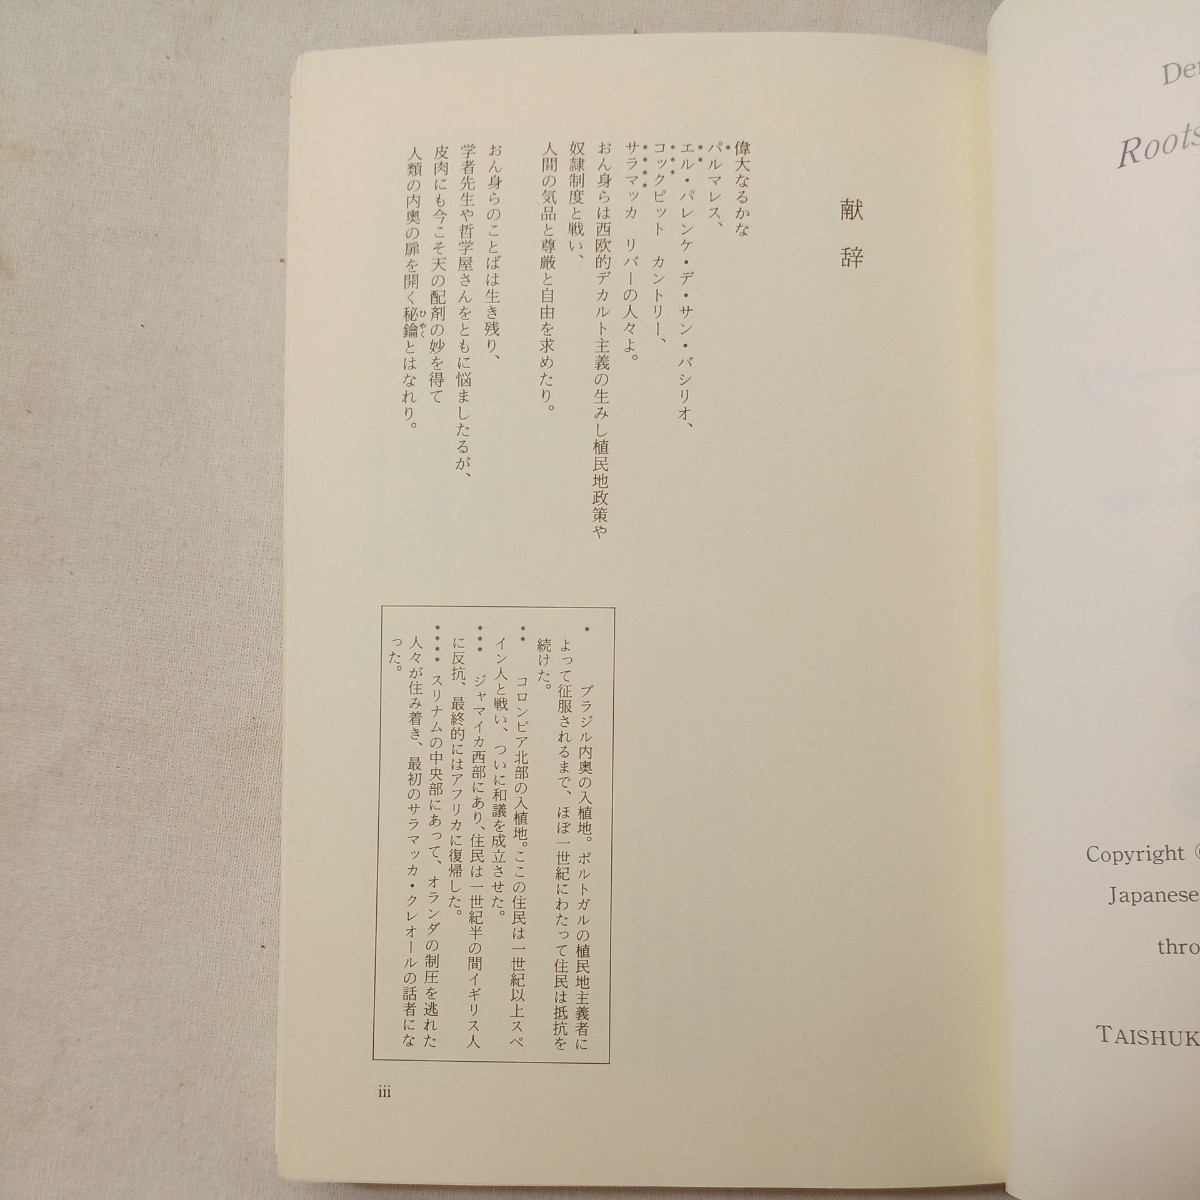 献辞
偉大なるかな
パルマレス、
エル・パレンケ・デ・サン・バシリオ、
コックピット カントリー、
サラマッカ リバーの人々よ。
おん身らは西欧的デカルト主義の生みし植民地政策や
奴隷制度と戦い、
人間の気品と尊厳と自由を求めたり。
おん身らのことばは生き残り、
学者先生や哲学屋さんをともに悩ましたるが、
皮肉にも今こそ天の配剤の妙を得て
人類の内奥の扉を開く秘鑰とはなれり。
ひやく
* ブラジル内奥の入植地。ポルトガルの植民地主義者に
よって征服されるまで、ほぼ一世紀にわたって住民は抵抗を
続けた。
** コロンビア北部の入植地。ここの住民は一世紀以上スペ
イン人と戦い、ついに和議を成立させた。
*** ジャマイカ西部にあり、住民は一世紀半の間イギリス人
に反抗、最終的にはアフリカに復帰した。
**** スリナムの中央部にあって、オランダの制圧を逃れた
人々が住み着き、最初のサラマッカ・クレオールの話者にな
った。
iii
Der
Roots
Copyright ©
Japanese
thro
TAISHUK